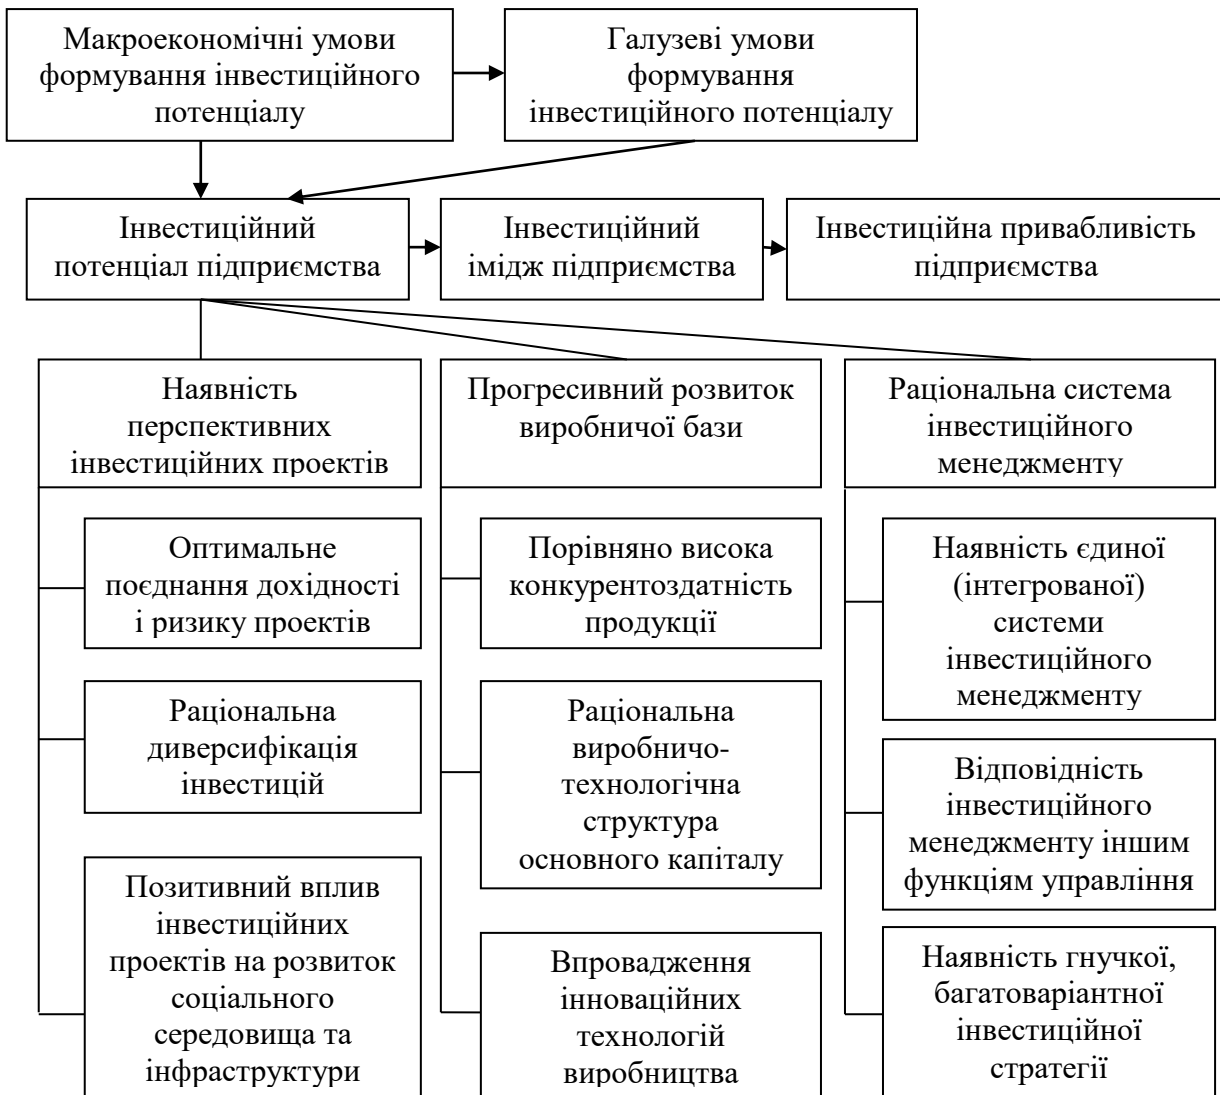 Макроекономічні умови
формування інвестиційного
потенціалу
Галузеві умови
формування
інвестиційного потенціалу
Інвестиційний
потенціал підприємства
Інвестиційний
імідж підприємства
Інвестиційна привабливість
підприємства
Наявність
перспективних
інвестиційних проектів
Оптимальне
поєднання дохідності
і ризику проектів
Раціональна
диверсифікація
інвестицій
Позитивний вплив
інвестиційних
проектів на розвиток
соціального
середовища та
інфраструктури
Прогресивний розвиток
виробничої бази
Порівняно висока
конкурентоздатність
продукції
Раціональна
виробничо-
технологічна
структура
основного капіталу
Впровадження
інноваційних
технологій
виробництва
Раціональна система
інвестиційного
менеджменту
Наявність єдиної
(інтегрованої)
системи
інвестиційного
менеджменту
Відповідність
інвестиційного
менеджменту іншим
функціям управління
Наявність гнучкої,
багатоваріантної
інвестиційної
стратегії